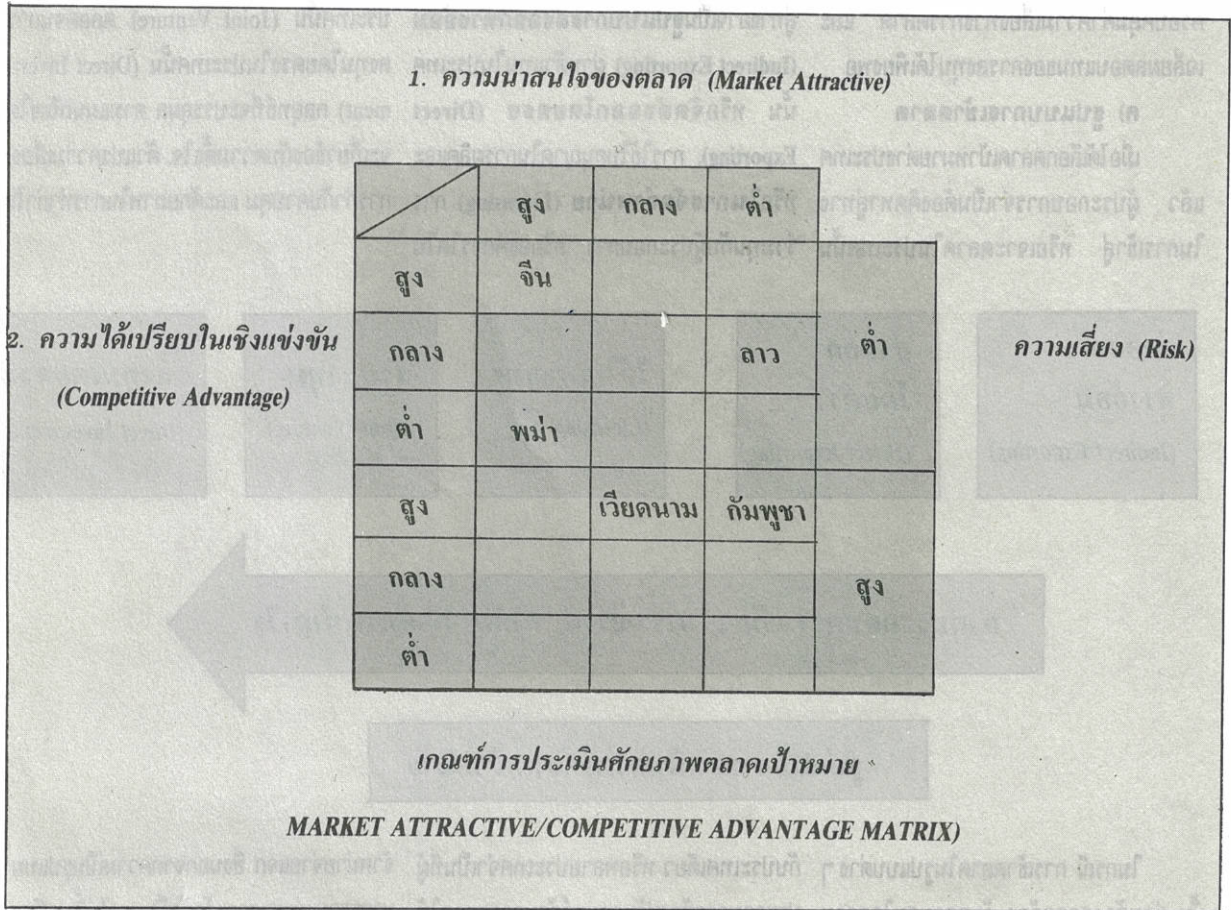 1. ความน่าสนใจของตลาด (Market Attractive)
สูง กลาง ต่ำ
สูง จีน
2. ความได้เปรียบในเชิงแข่งขัน กลาง ลาว ต่ำ ความเสี่ยง (Risk)
(Competitive Advantage)
ต่ำ พม่า
สูง เวียดนาม กัมพูชา
กลาง สูง
ต่ำ
เกณฑ์การประเมินศักยภาพตลาดเป้าหมาย
MARKET ATTRACTIVE/COMPETITIVE ADVANTAGE MATRIX)